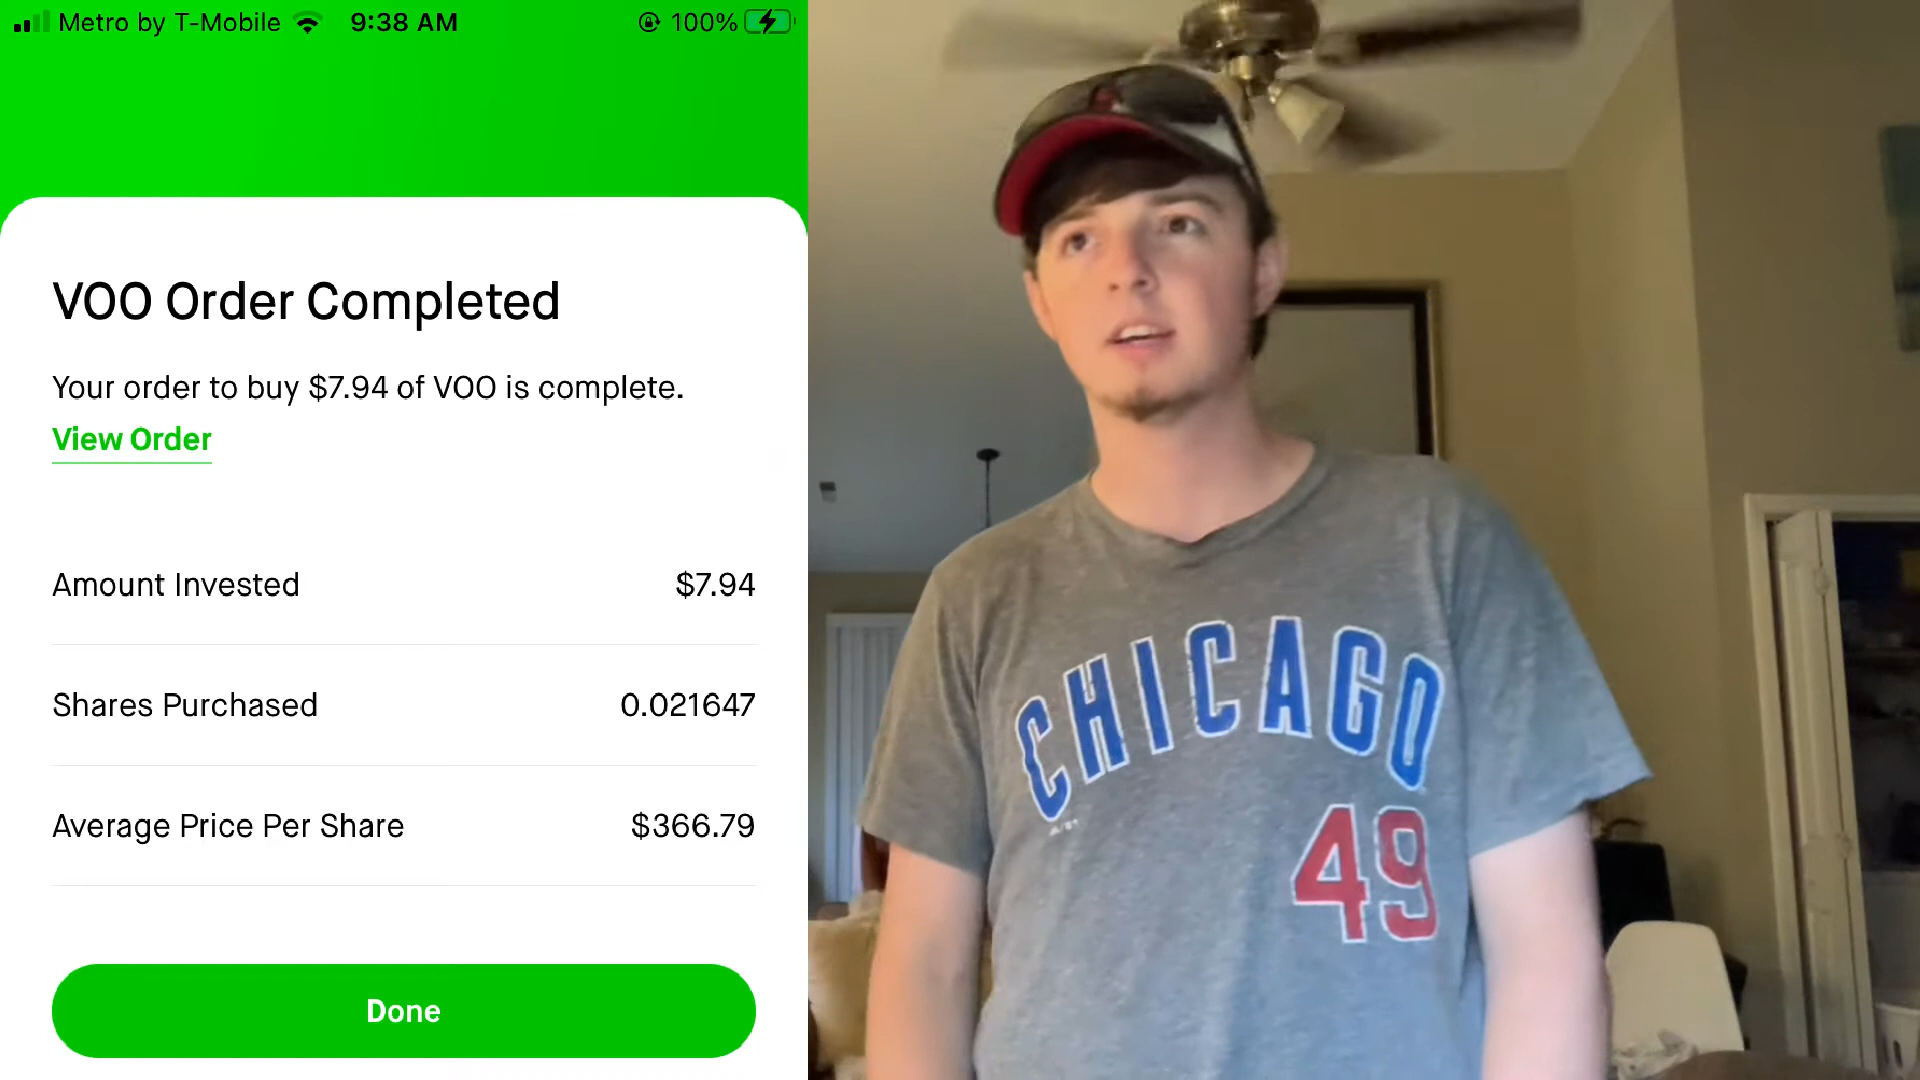 Metro by T-Mobile 9:38 AM 100%
VOO Order Completed
Your order to buy $7.94 of VOO is complete.
View Order
Amount Invested $7.94
Shares Purchased 0.021647
Average Price Per Share $366.79
Done
CHICAGO
49